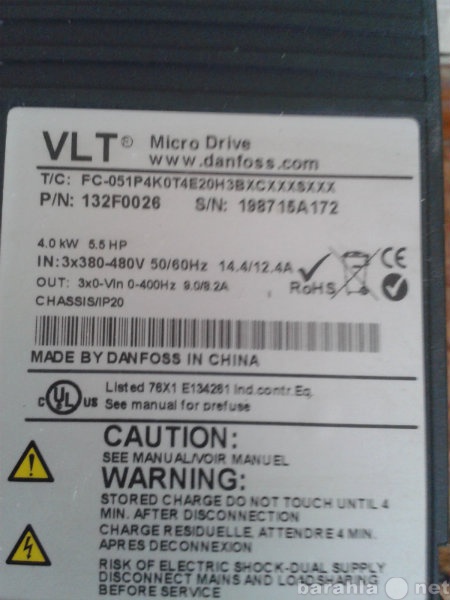 VLT® Micro Drive
www.danfoss.com
T/C: FC-051P4K0T4E20H3BXCXXXSXXX
P/N: 132F0026 S/N: 198715A172
4.0 kW 5.5 HP
IN: 3x380-480V 50/60Hz 14.4/12.4A
OUT: 3x0-Vin 0-400Hz 9.0/8.2A
CHASSIS/IP20
RoHS
CE
MADE BY DANFOSS IN CHINA
c UL US Listed 76X1 E134261 Ind.contr.Eq.
See manual for prefuse
CAUTION:
SEE MANUAL/VOIR MANUEL
WARNING:
STORED CHARGE DO NOT TOUCH UNTIL 4
MIN. AFTER DISCONNECTION
CHARGE RESIDUELLE, ATTENDRE 4 MIN.
APRES DECONNEXION
RISK OF ELECTRIC SHOCK-DUAL SUPPLY
DISCONNECT MAINS AND LOADSHARING
BEFORE SERVICE
barahla.net